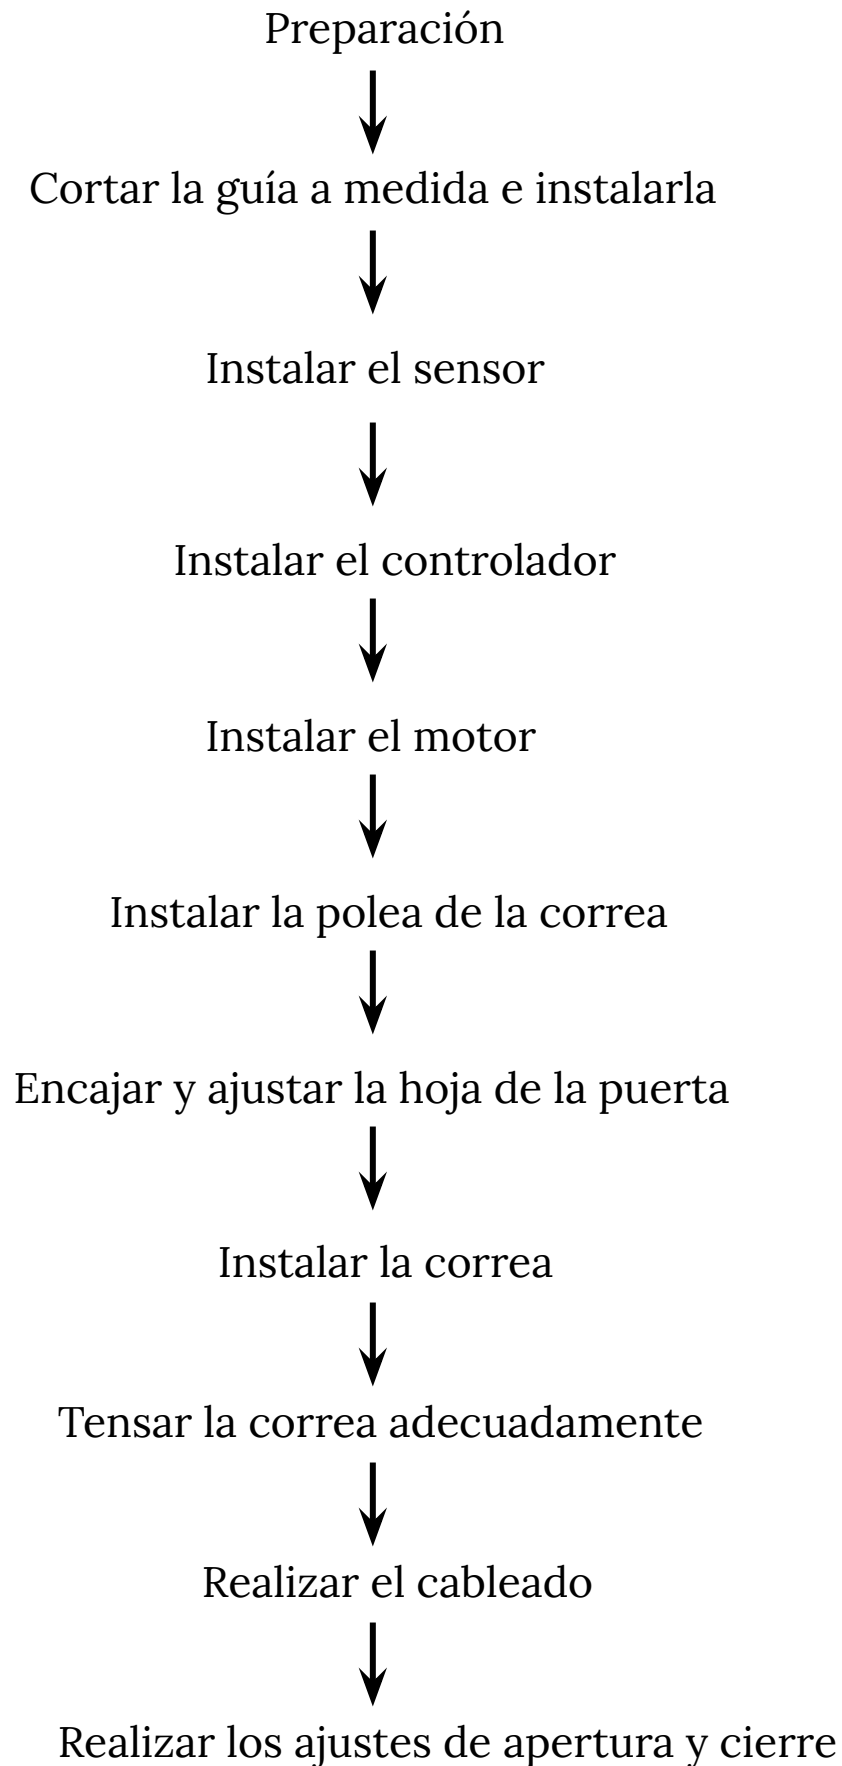 Preparación
Cortar la guía a medida e instalarla
Instalar el sensor
Instalar el controlador
Instalar el motor
Instalar la polea de la correa
Encajar y ajustar la hoja de la puerta
Instalar la correa
Tensar la correa adecuadamente
Realizar el cableado
Realizar los ajustes de apertura y cierre